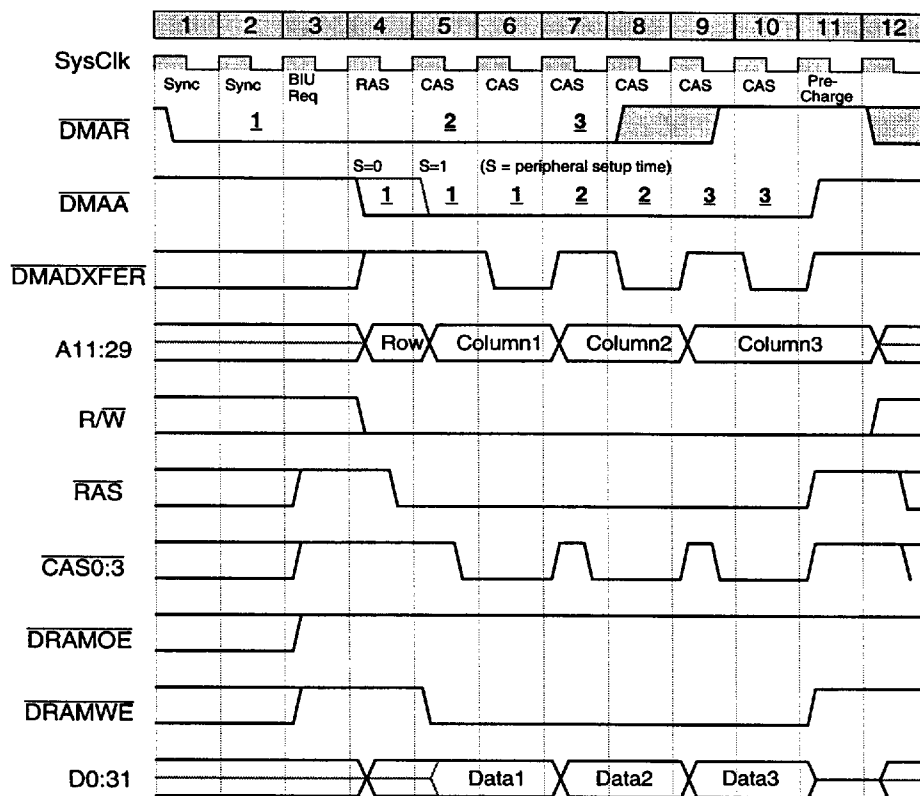 1 2 3 4 5 6 7 8 9 10 11 12
SysClk
Sync Sync BIU Req RAS CAS CAS CAS CAS CAS CAS Pre-Charge
DMAR 1 2 3
S=0 S=1 (S = peripheral setup time)
DMAA 1 1 1 2 2 3 3
DMADXFER
A11:29 Row Column1 Column2 Column3
R/W
RAS
CAS0:3
DRAMOE
DRAMWE
D0:31 Data1 Data2 Data3